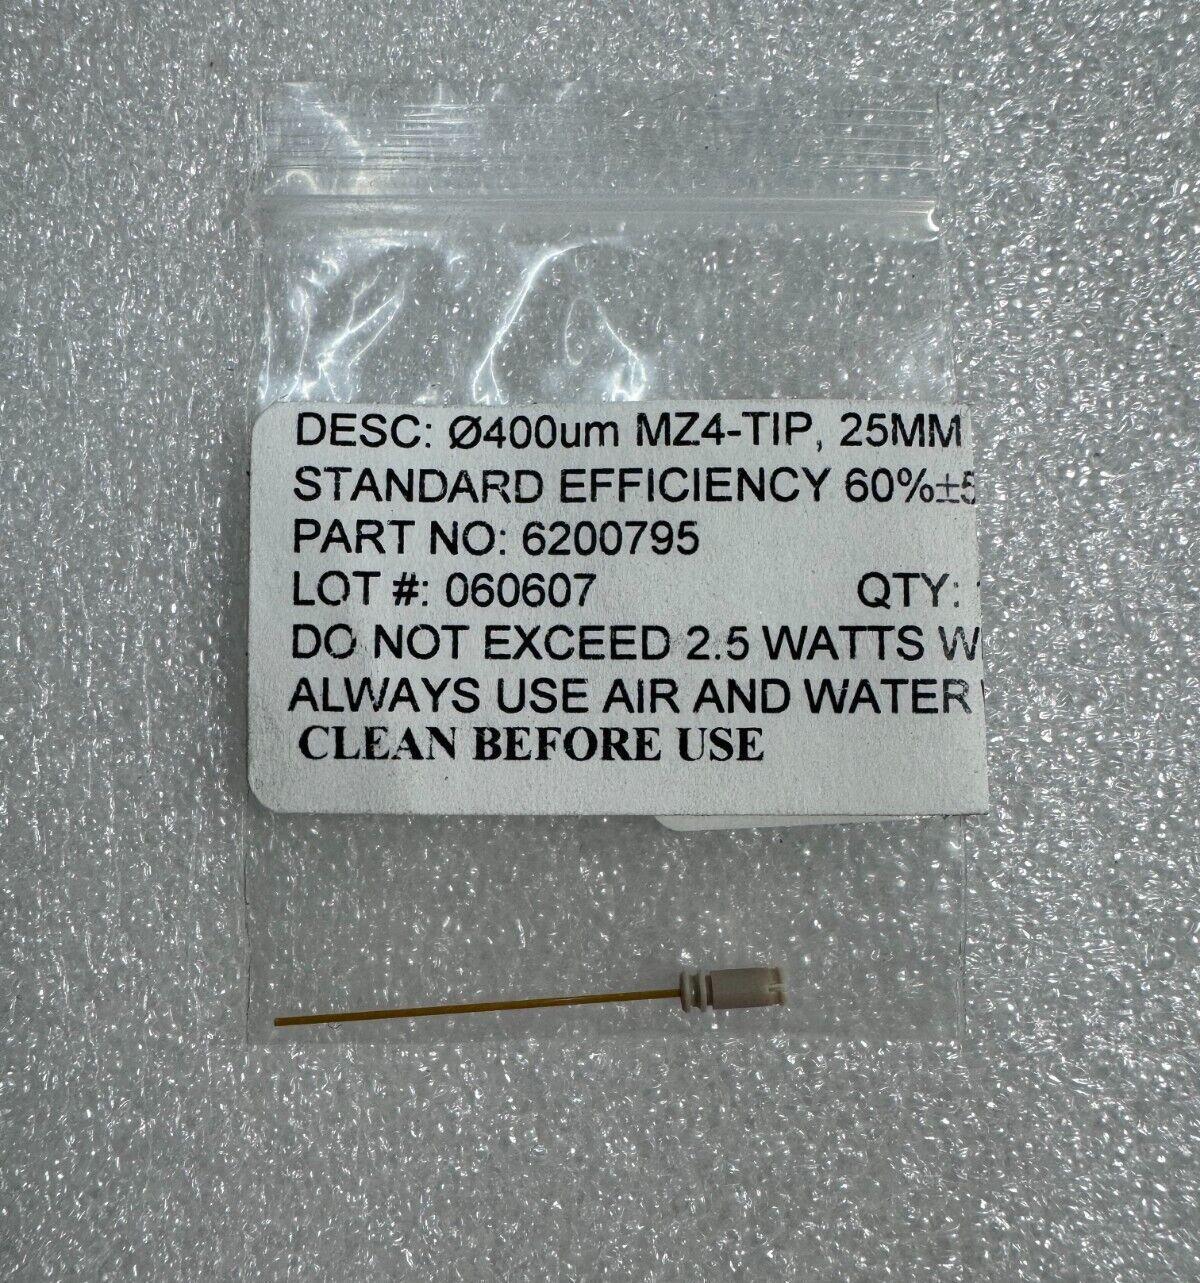 DESC: Ø400um MZ4-TIP, 25MM
STANDARD EFFICIENCY 60%±5
PART NO: 6200795
LOT #: 060607 QTY:
DO NOT EXCEED 2.5 WATTS W
ALWAYS USE AIR AND WATER
CLEAN BEFORE USE